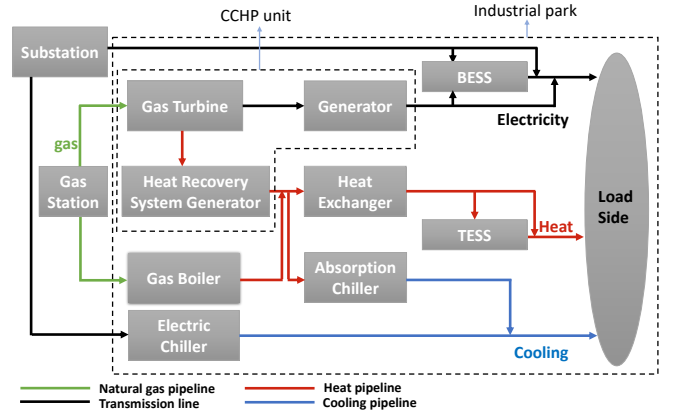 CCHP unit
Industrial park
Substation
BESS
Gas Turbine
Generator
Electricity
gas
Gas
Station
Heat Recovery
System Generator
Heat
Exchanger
TESS
Heat
Load
Side
Gas Boiler
Absorption
Chiller
Electric
Chiller
Cooling
Natural gas pipeline
Heat pipeline
Transmission line
Cooling pipeline